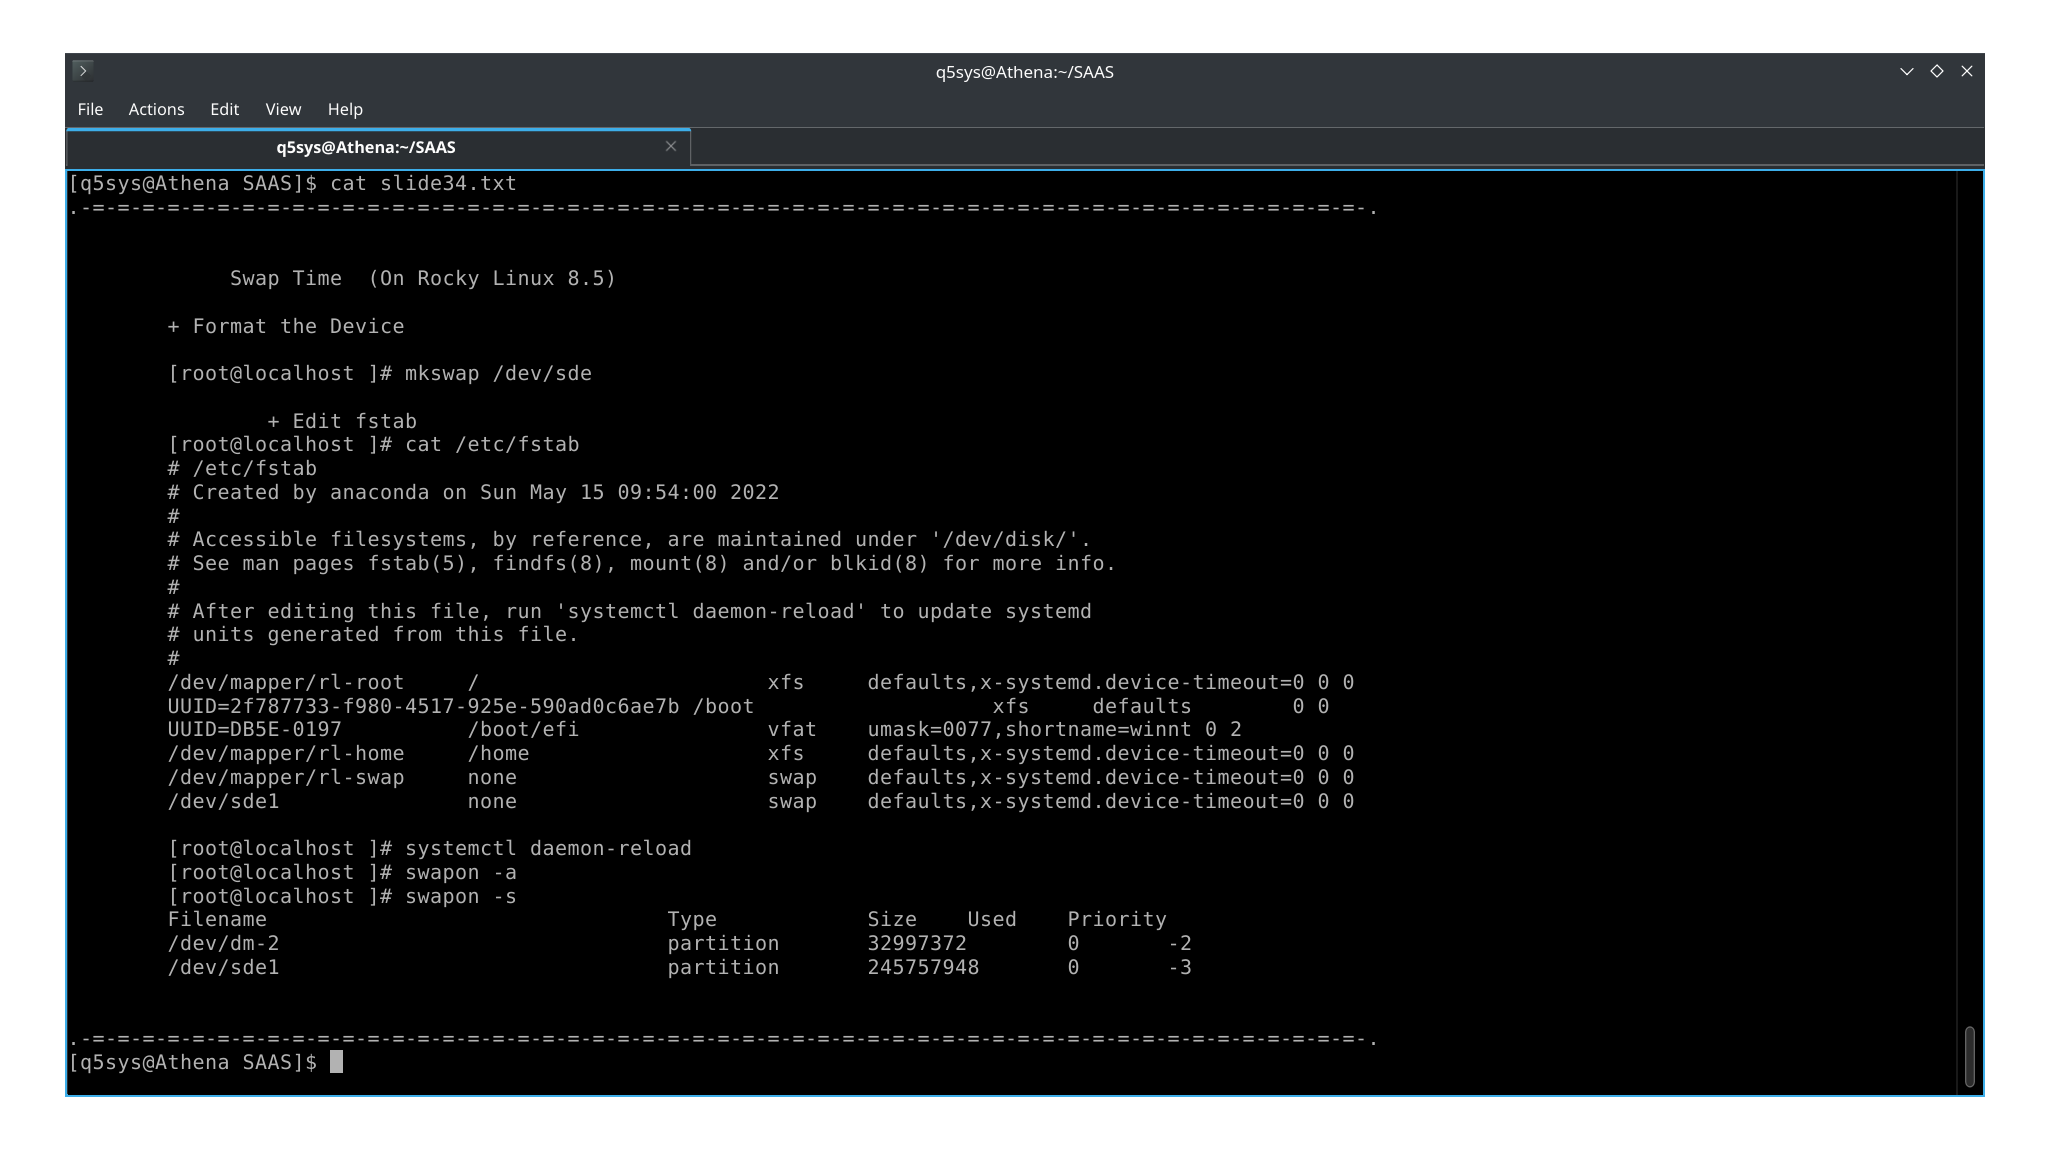 q5sys@Athena:~/SAAS
File Actions Edit View Help
q5sys@Athena:~/SAAS
[q5sys@Athena SAAS]$ cat slide34.txt
.-=-=-=-=-=-=-=-=-=-=-=-=-=-=-=-=-=-=-=-=-=-=-=-=-=-=-=-=-=-=-=-=-=-=-=-=-=-=-=-=-=-=-=-=-=-=-=-=-=-=-=-=-.
Swap Time  (On Rocky Linux 8.5)
+ Format the Device
[root@localhost ]# mkswap /dev/sde
+ Edit fstab
[root@localhost ]# cat /etc/fstab
# /etc/fstab
# Created by anaconda on Sun May 15 09:54:00 2022
#
# Accessible filesystems, by reference, are maintained under '/dev/disk/'.
# See man pages fstab(5), findfs(8), mount(8) and/or blkid(8) for more info.
#
# After editing this file, run 'systemctl daemon-reload' to update systemd
# units generated from this file.
#
/dev/mapper/rl-root     /                       xfs     defaults,x-systemd.device-timeout=0 0 0
UUID=2f787733-f980-4517-925e-590ad0c6ae7b /boot                   xfs     defaults        0 0
UUID=DB5E-0197          /boot/efi               vfat    umask=0077,shortname=winnt 0 2
/dev/mapper/rl-home     /home                   xfs     defaults,x-systemd.device-timeout=0 0 0
/dev/mapper/rl-swap     none                    swap    defaults,x-systemd.device-timeout=0 0 0
/dev/sde1               none                    swap    defaults,x-systemd.device-timeout=0 0 0
[root@localhost ]# systemctl daemon-reload
[root@localhost ]# swapon -a
[root@localhost ]# swapon -s
Filename                                Type            Size    Used    Priority
/dev/dm-2                               partition       32997372        0       -2
/dev/sde1                               partition       245757948       0       -3
.-=-=-=-=-=-=-=-=-=-=-=-=-=-=-=-=-=-=-=-=-=-=-=-=-=-=-=-=-=-=-=-=-=-=-=-=-=-=-=-=-=-=-=-=-=-=-=-=-=-=-=-=-.
[q5sys@Athena SAAS]$